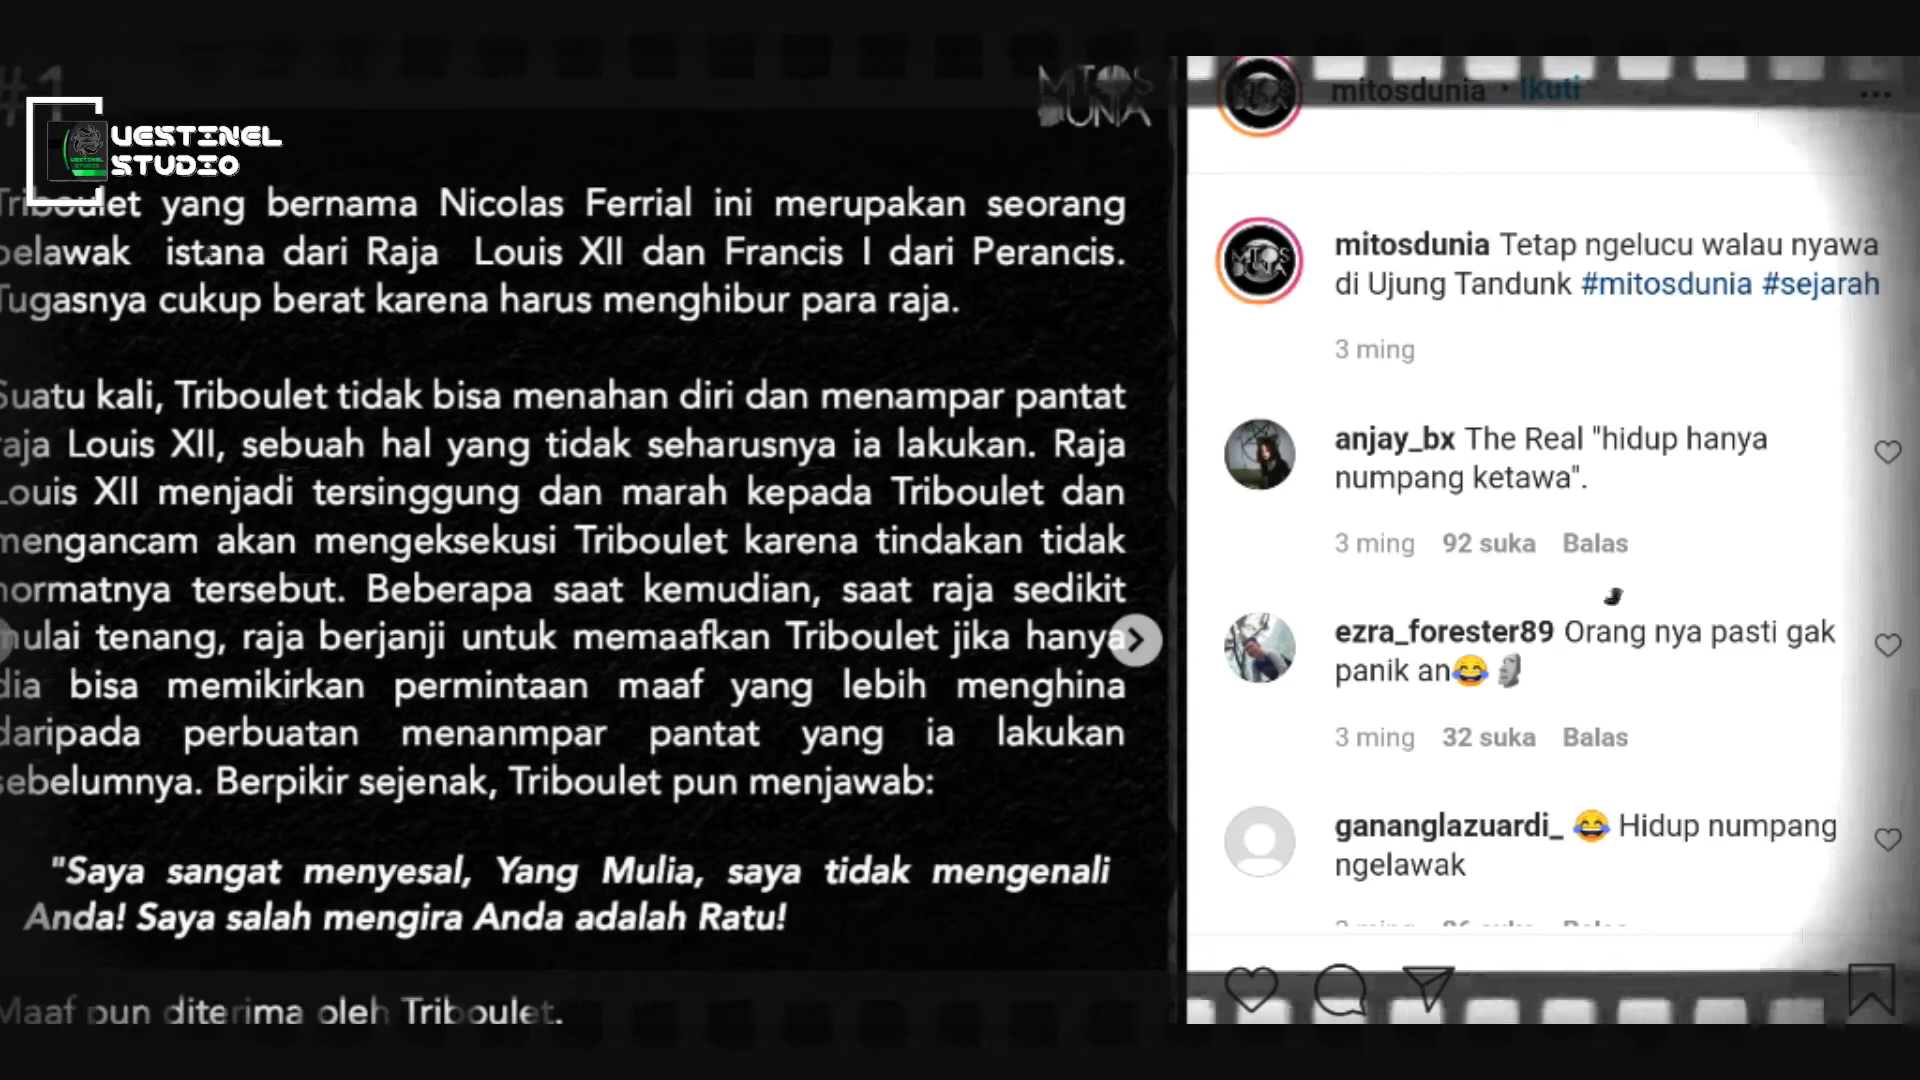 #1
VESTINEL
STUDIO
MITOS
DUNIA
Triboulet yang bernama Nicolas Ferrial ini merupakan seorang
pelawak istana dari Raja Louis XII dan Francis I dari Perancis.
Tugasnya cukup berat karena harus menghibur para raja.
Suatu kali, Triboulet tidak bisa menahan diri dan menampar pantat
raja Louis XII, sebuah hal yang tidak seharusnya ia lakukan. Raja
Louis XII menjadi tersinggung dan marah kepada Triboulet dan
mengancam akan mengeksekusi Triboulet karena tindakan tidak
hormatnya tersebut. Beberapa saat kemudian, saat raja sedikit
mulai tenang, raja berjanji untuk memaafkan Triboulet jika hanya
dia bisa memikirkan permintaan maaf yang lebih menghina
daripada perbuatan menanmpar pantat yang ia lakukan
sebelumnya. Berpikir sejenak, Triboulet pun menjawab:
"Saya sangat menyesal, Yang Mulia, saya tidak mengenali
Anda! Saya salah mengira Anda adalah Ratu!
Maaf pun diterima oleh Triboulet.
mitosdunia · Ikuti
mitosdunia Tetap ngelucu walau nyawa
di Ujung Tandunk #mitosdunia #sejarah
3 ming
anjay_bx The Real "hidup hanya
numpang ketawa".
3 ming 92 suka Balas
ezra_forester89 Orang nya pasti gak
panik an😂🗿
3 ming 32 suka Balas
gananglazuardi_ 😂 Hidup numpang
ngelawak